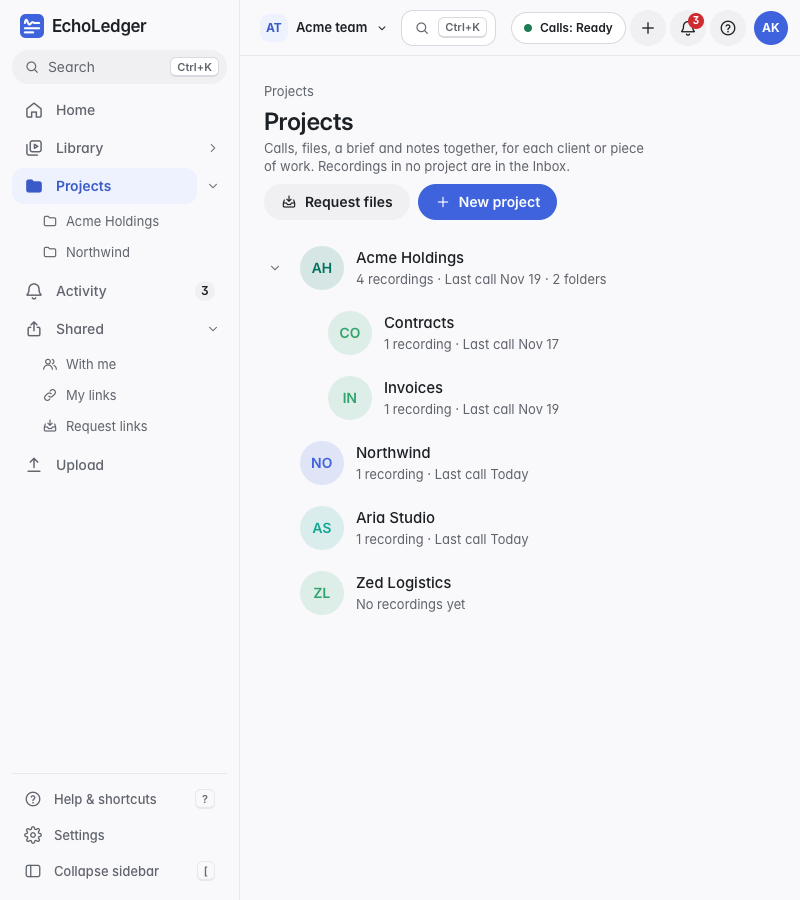 EchoLedger
Search Ctrl+K
Home
Library
Projects
Acme Holdings
Northwind
Activity 3
Shared
With me
My links
Request links
Upload
Help & shortcuts ?
Settings
Collapse sidebar [
AT Acme team Ctrl+K Calls: Ready 3 AK
Projects
Projects
Calls, files, a brief and notes together, for each client or piece
of work. Recordings in no project are in the Inbox.
Request files New project
AH Acme Holdings
4 recordings · Last call Nov 19 · 2 folders
CO Contracts
1 recording · Last call Nov 17
IN Invoices
1 recording · Last call Nov 19
NO Northwind
1 recording · Last call Today
AS Aria Studio
1 recording · Last call Today
ZL Zed Logistics
No recordings yet